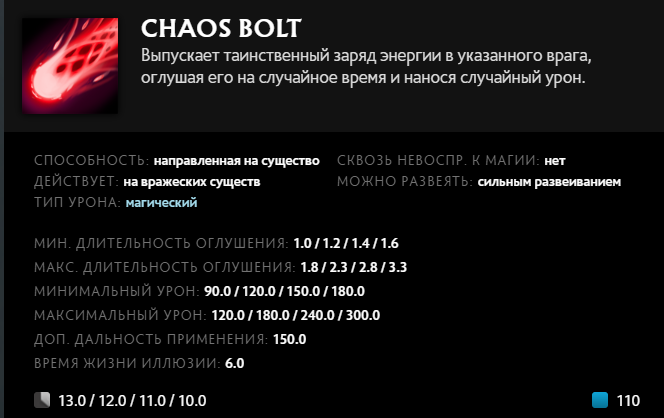 CHAOS BOLT
Выпускает таинственный заряд энергии в указанного врага,
оглушая его на случайное время и нанося случайный урон.
СПОСОБНОСТЬ: направленная на существо СКВОЗЬ НЕВОСПР. К МАГИИ: нет
ДЕЙСТВУЕТ: на вражеских существ МОЖНО РАЗВЕЯТЬ: сильным развеиванием
ТИП УРОНА: магический
МИН. ДЛИТЕЛЬНОСТЬ ОГЛУШЕНИЯ: 1.0 / 1.2 / 1.4 / 1.6
МАКС. ДЛИТЕЛЬНОСТЬ ОГЛУШЕНИЯ: 1.8 / 2.3 / 2.8 / 3.3
МИНИМАЛЬНЫЙ УРОН: 90.0 / 120.0 / 150.0 / 180.0
МАКСИМАЛЬНЫЙ УРОН: 120.0 / 180.0 / 240.0 / 300.0
ДОП. ДАЛЬНОСТЬ ПРИМЕНЕНИЯ: 150.0
ВРЕМЯ ЖИЗНИ ИЛЛЮЗИИ: 6.0
13.0 / 12.0 / 11.0 / 10.0 110